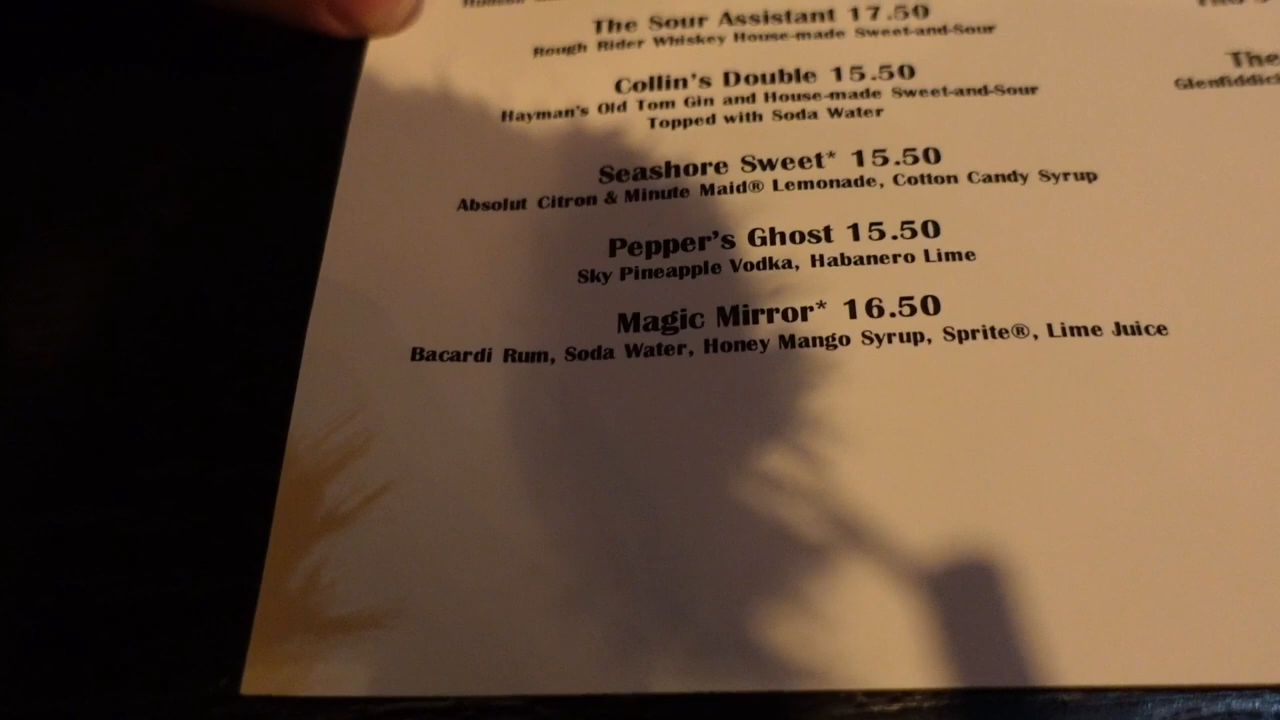 The Sour Assistant 17.50
Rough Rider Whiskey House-made Sweet-and-Sour
Collin's Double 15.50
Hayman's Old Tom Gin and House-made Sweet-and-Sour
Topped with Soda Water
Seashore Sweet* 15.50
Absolut Citron & Minute Maid® Lemonade, Cotton Candy Syrup
Pepper's Ghost 15.50
Sky Pineapple Vodka, Habanero Lime
Magic Mirror* 16.50
Bacardi Rum, Soda Water, Honey Mango Syrup, Sprite®, Lime Juice
The